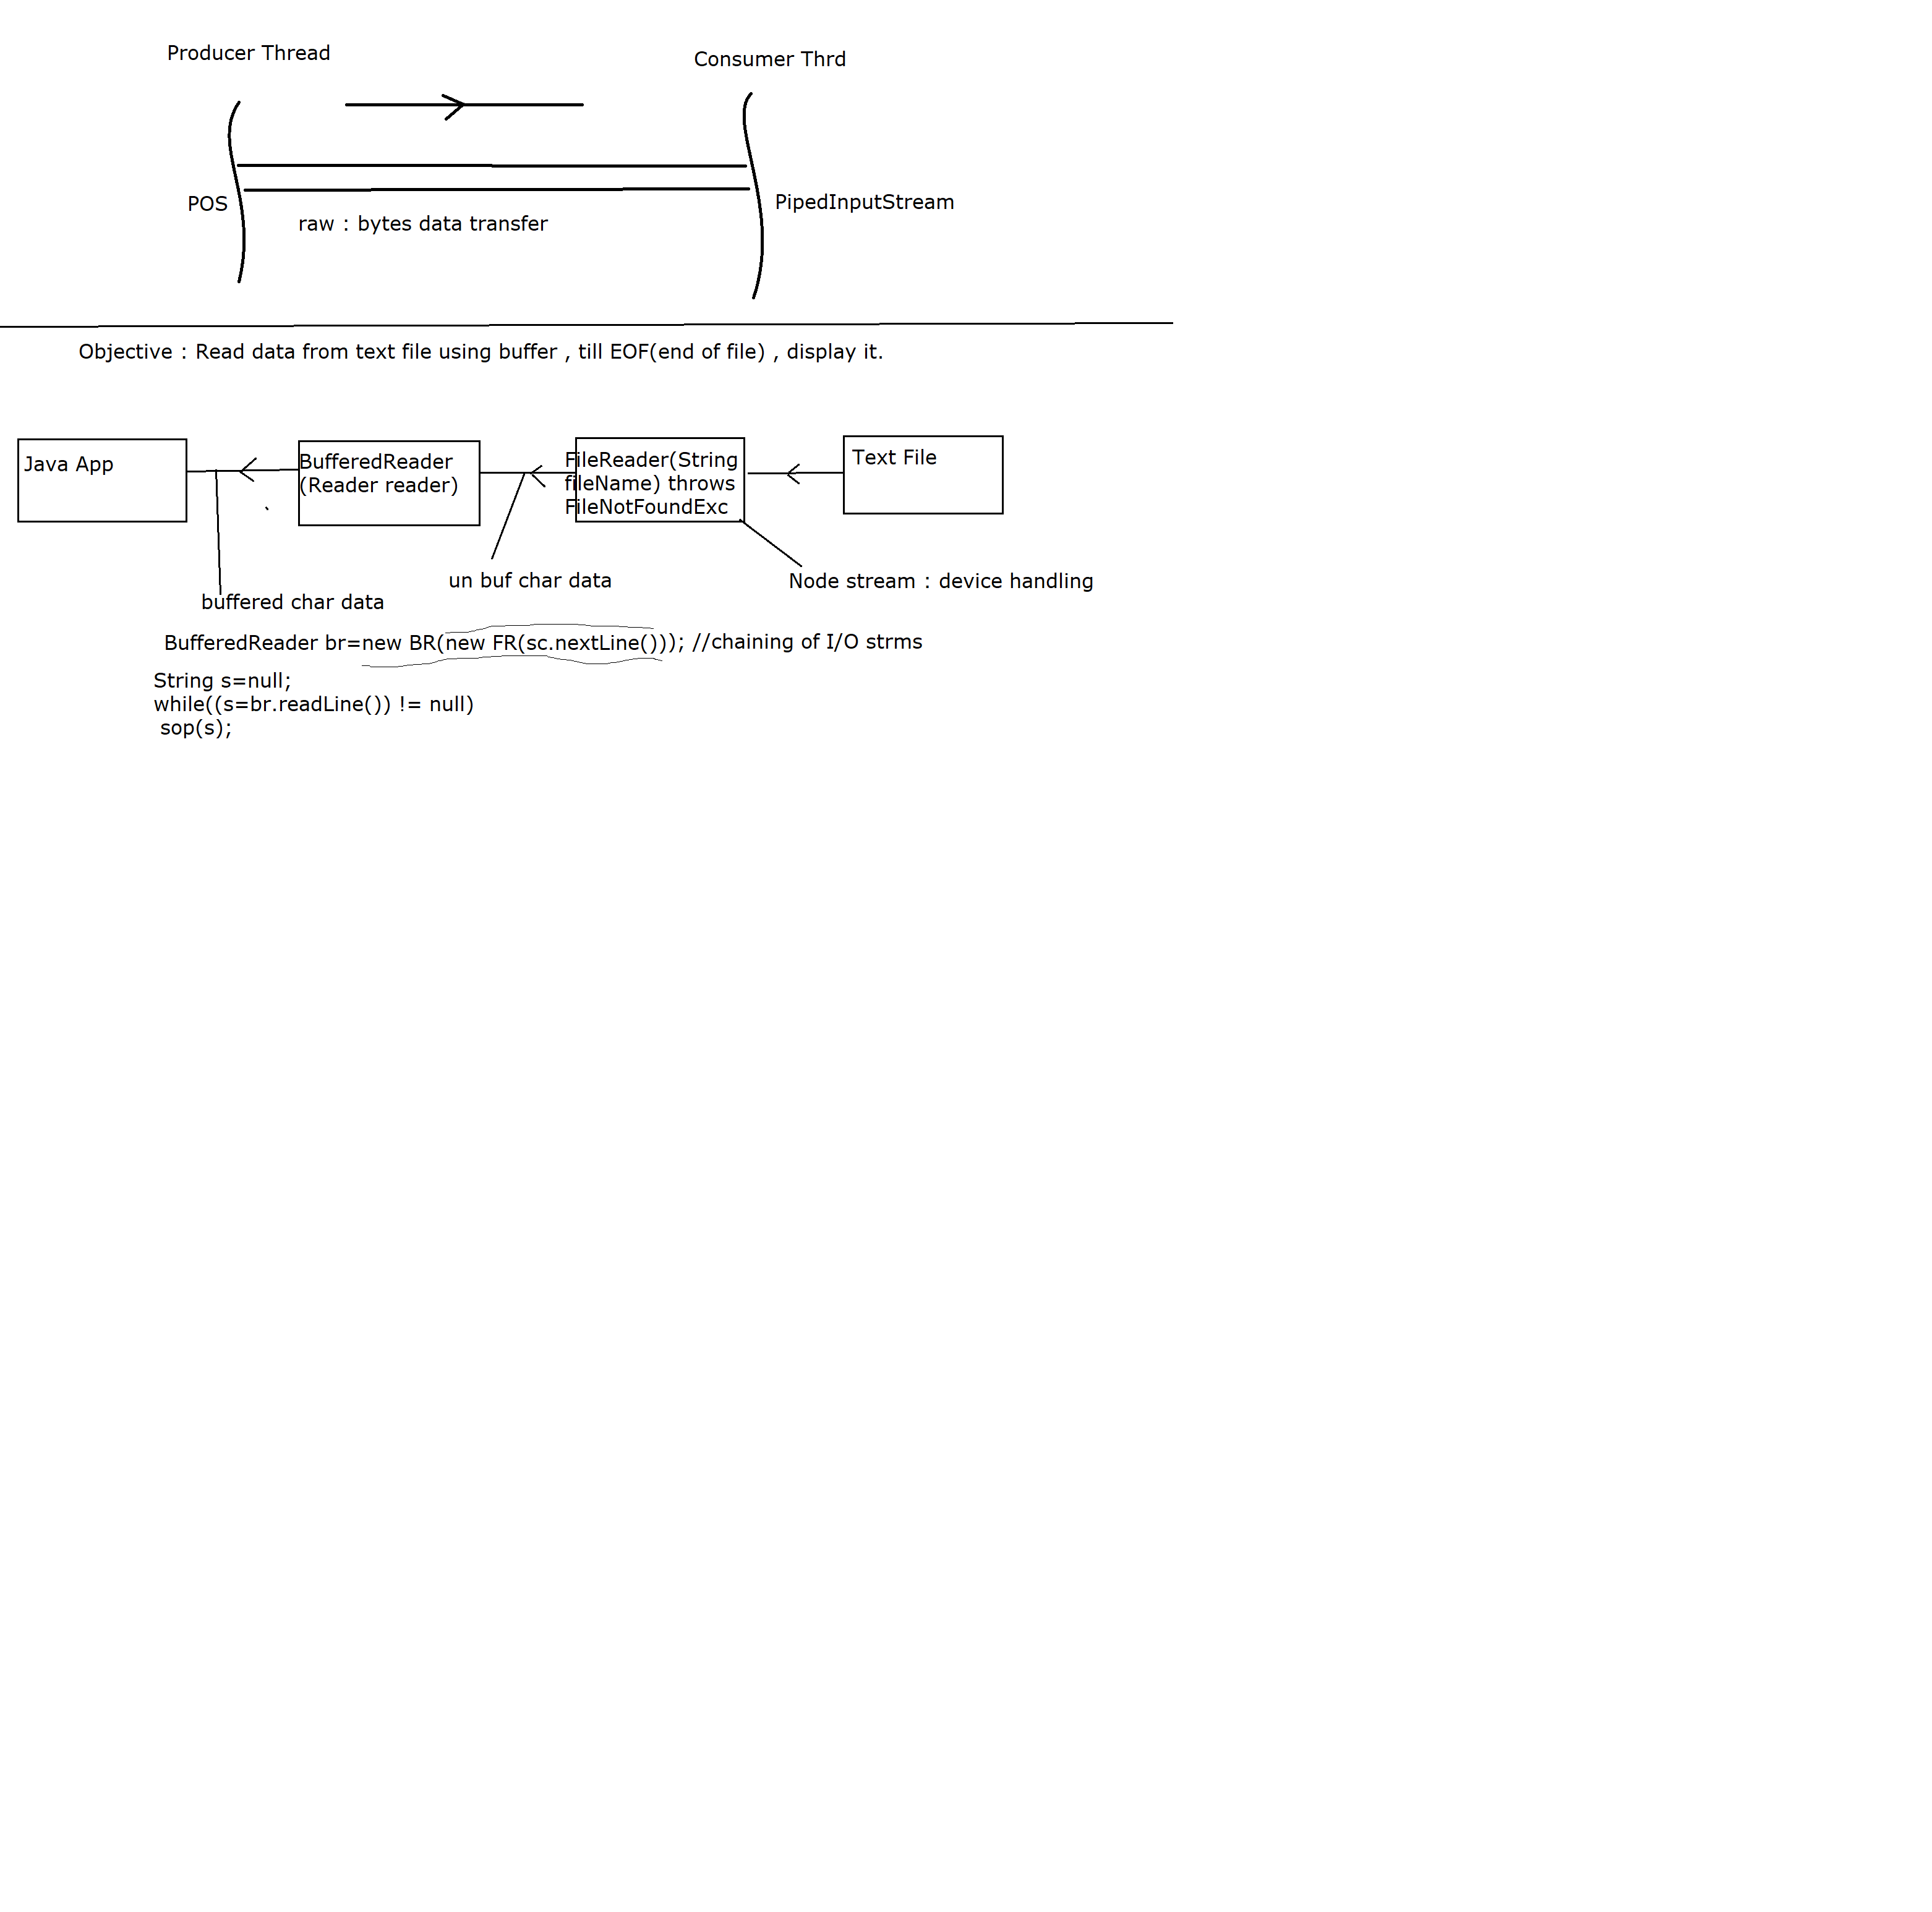 Producer Thread
Consumer Thrd
POS
PipedInputStream
raw : bytes data transfer
Objective : Read data from text file using buffer , till EOF(end of file) , display it.
Java App
BufferedReader
(Reader reader)
FileReader(String
fileName) throws
FileNotFoundExc
Text File
buffered char data
un buf char data
Node stream : device handling
BufferedReader br=new BR(new FR(sc.nextLine())); //chaining of I/O strms
String s=null;
while((s=br.readLine()) != null)
sop(s);